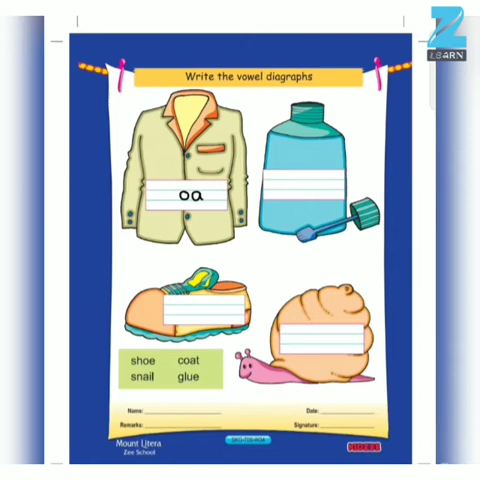 Z
LEARN
Write the vowel diagraphs
oa
shoe coat
snail glue
Name:
Date:
Remarks:
Signature:
Mount Litera
Zee School